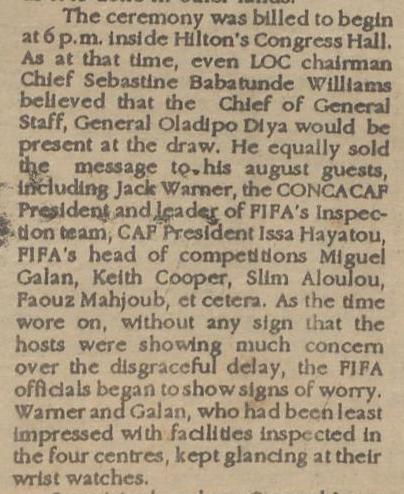 The ceremony was billed to begin
at 6 p.m. inside Hilton's Congress Hall.
As at that time, even LOC chairman
Chief Sebastine Babatunde Williams
believed that the Chief of General
Staff, General Oladipo Diya would be
present at the draw. He equally sold
the message to his august guests,
including Jack Warner, the CONCACAF
President and leader of FIFA's inspec-
tion team, CAF President Issa Hayatou,
FIFA's head of competitions Miguel
Galan, Keith Cooper, Slim Aloulou,
Faouz Mahjoub, et cetera. As the time
wore on, without any sign that the
hosts were showing much concern
over the disgraceful delay, the FIFA
officials began to show signs of worry.
Warner and Galan, who had been least
impressed with facilities inspected in
the four centres, kept glancing at their
wrist watches.